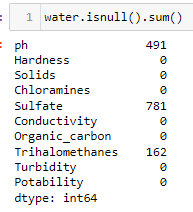 1 water.isnull().sum()
ph 491
Hardness 0
Solids 0
Chloramines 0
Sulfate 781
Conductivity 0
Organic_carbon 0
Trihalomethanes 162
Turbidity 0
Potability 0
dtype: int64